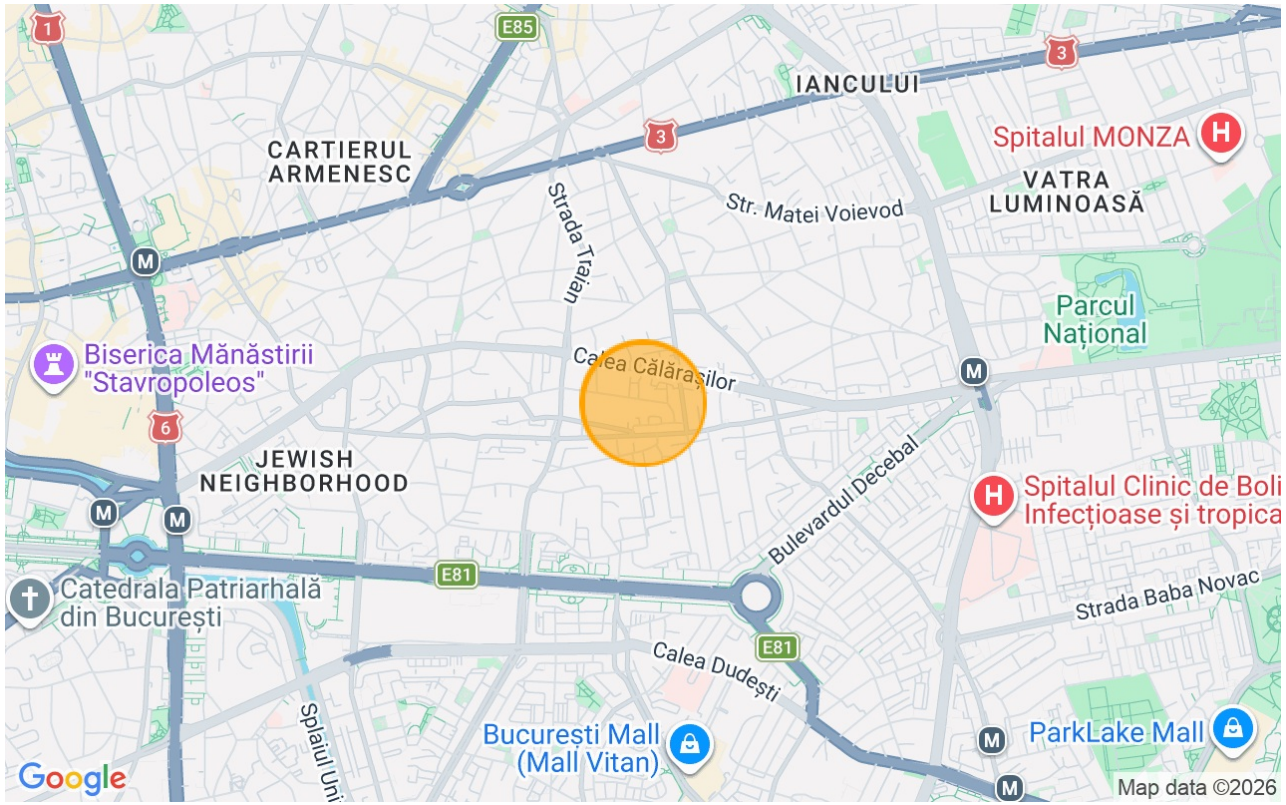 1
E85
3
IANCULUI
3
Spitalul MONZA
H
CARTIERUL
ARMENESC
VATRA
LUMINOASĂ
Strada Traian
Str. Matei Voievod
M
Parcul
Național
Biserica Mănăstirii
"Stavropoleos"
Calea Călărașilor
M
6
JEWISH
NEIGHBORHOOD
Bulevardul Decebal
H
Spitalul Clinic de Boli
Infecțioase și tropica
M
M
E81
Catedrala Patriarhală
din București
Strada Baba Novac
E81
Calea Dudești
Splaiul Uni
București Mall
(Mall Vitan)
M
ParkLake Mall
M
Google
Map data ©2026